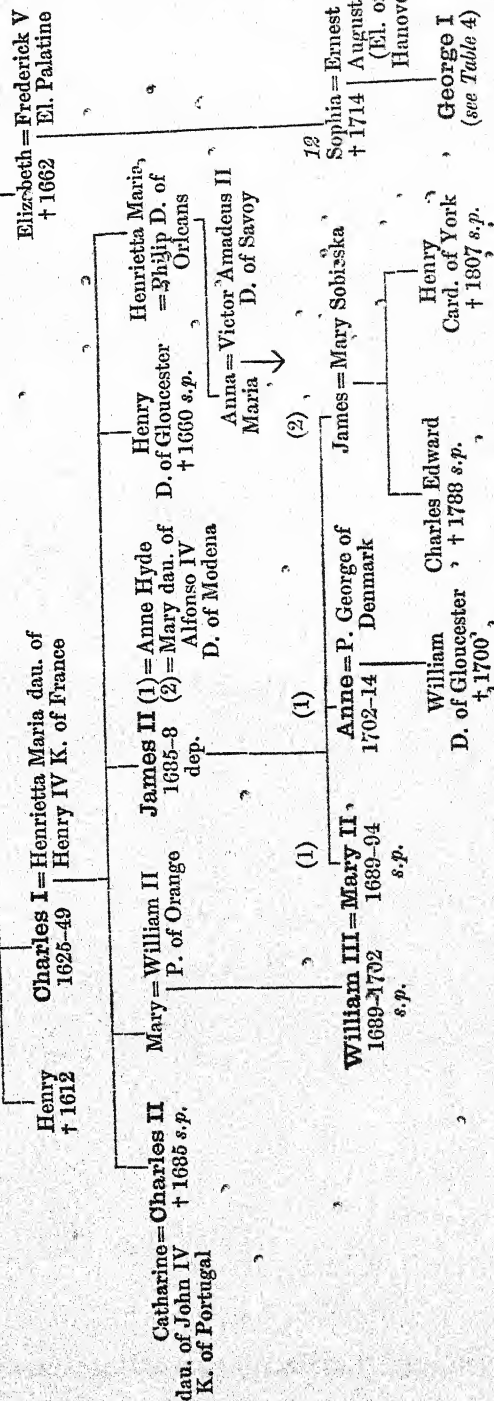 Henry
† 1612
Charles I = Henrietta Maria dau. of
1625–49 Henry IV K. of France
Elizabeth = Frederick V
† 1662 El. Palatine
Catharine = Charles II
dau. of John IV † 1685 s.p.
K. of Portugal
Mary = William II
P. of Orange
James II (1) = Anne Hyde
1685–8 (2) = Mary dau. of
dep. Alfonso IV
D. of Modena
Henry
D. of Gloucester
† 1660 s.p.
Henrietta Maria
= Philip D. of
Orleans
12
Sophia = Ernest
† 1714 August
(El. of
Hanove
Anna = Victor Amadeus II
Maria D. of Savoy
(1)
(1)
(2)
William III = Mary II
1689–1702 1689–94
s.p. s.p.
Anne = P. George of
1702–14 Denmark
James = Mary Sobieska
George I
(see Table 4)
William
D. of Gloucester
† 1700
Charles Edward
† 1788 s.p.
Henry
Card. of York
† 1807 s.p.